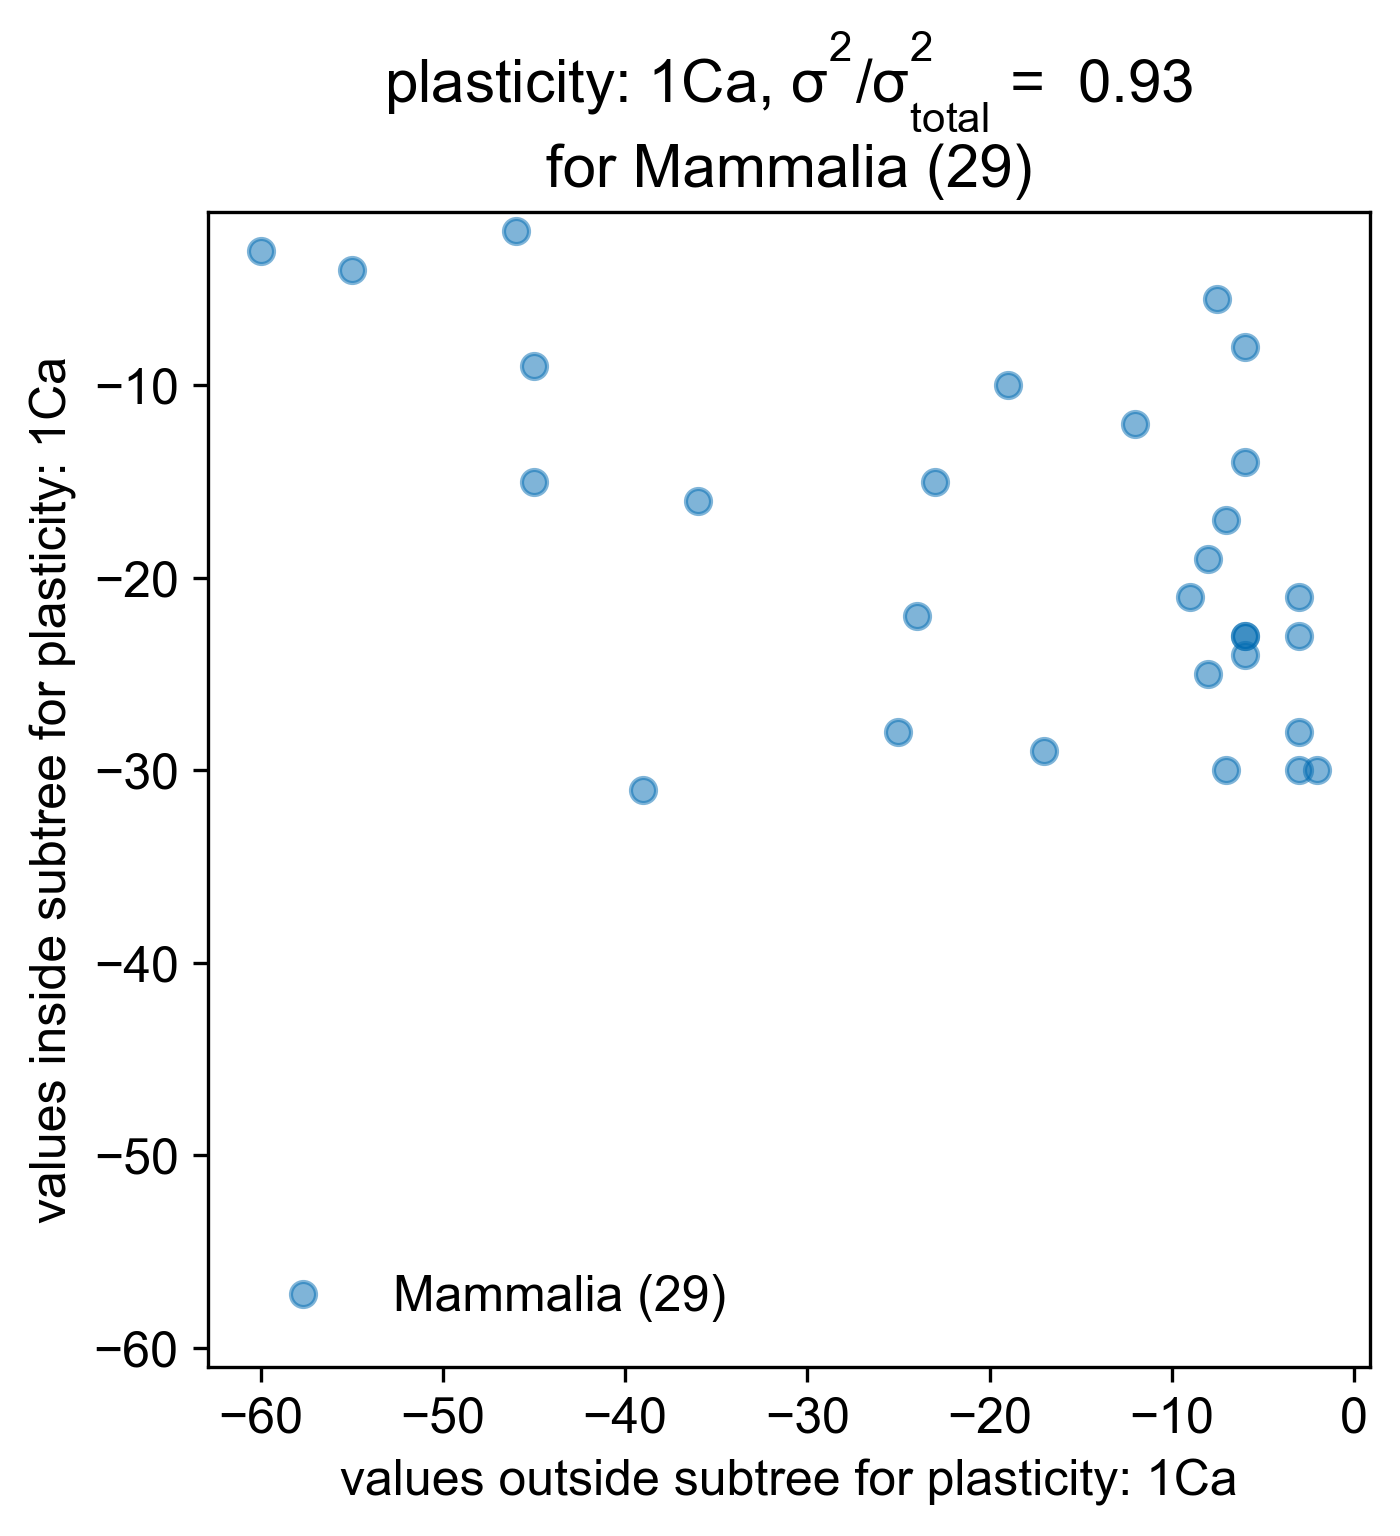 plasticity: 1Ca, σ²/σ²total = 0.93
for Mammalia (29)
−10
−20
−30
−40
−50
−60
values inside subtree for plasticity: 1Ca
Mammalia (29)
−60 −50 −40 −30 −20 −10 0
values outside subtree for plasticity: 1Ca